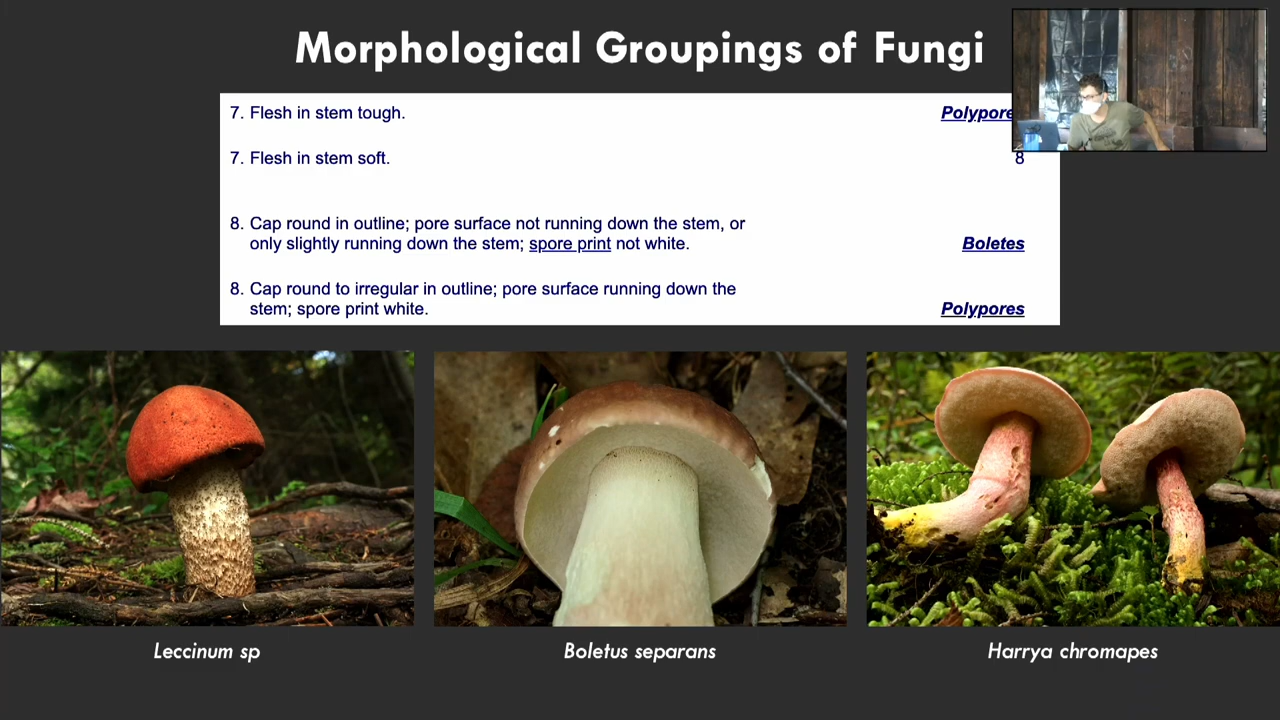 Morphological Groupings of Fungi
7. Flesh in stem tough.
7. Flesh in stem soft. 8
8. Cap round in outline; pore surface not running down the stem, or
only slightly running down the stem; spore print not white. Boletes
8. Cap round to irregular in outline; pore surface running down the
stem; spore print white. Polypores
Leccinum sp
Boletus separans
Harrya chromapes